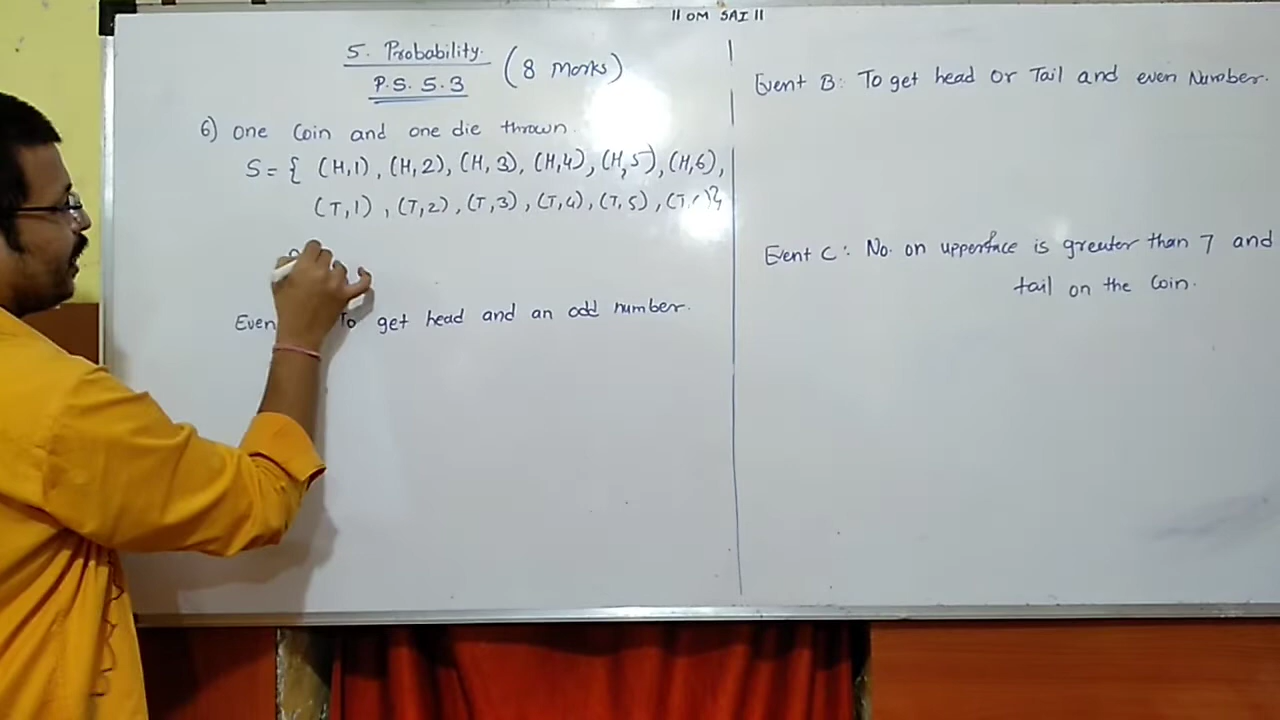 || OM SAI ||
5. Probability.
P.S. 5.3
(8 Marks)
6) One Coin and one die thrown.
S = { (H,1), (H,2), (H,3), (H,4), (H,5), (H,6),
(T,1), (T,2), (T,3), (T,4), (T,5), (T, )}
Even To get head and an odd number.
Event B: To get head or Tail and even Number.
Event C: No. on upperface is greater than 7 and
tail on the Coin.